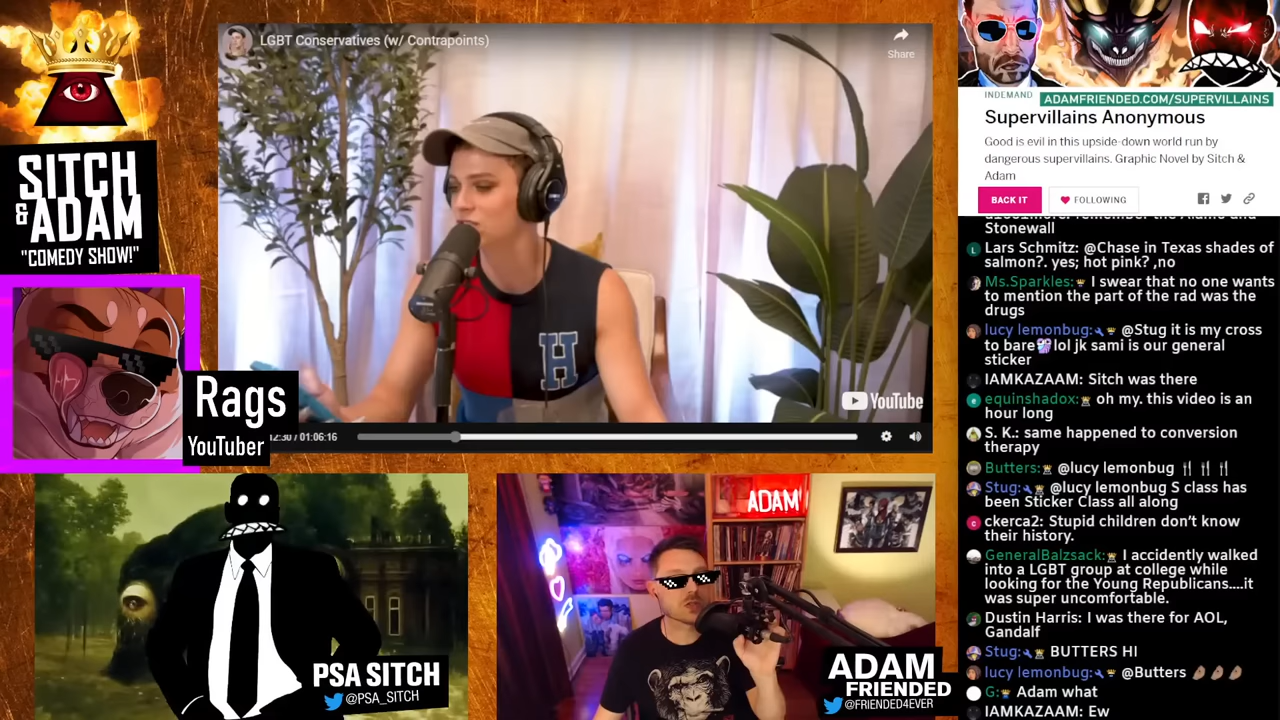 SITCH
& ADAM
"COMEDY SHOW!"
LGBT Conservatives (w/ Contrapoints)
Share
H
YouTube
12:30 / 01:06:16
Rags
YouTuber
PSA SITCH
@PSA_SITCH
ADAM
ADAM
FRIENDED
@FRIENDED4EVER
INDEMAND
ADAMFRIENDED.COM/SUPERVILLAINS
Supervillains Anonymous
Good is evil in this upside-down world run by
dangerous supervillains. Graphic Novel by Sitch &
Adam
BACK IT
FOLLOWING
Stonewall
Lars Schmitz: @Chase in Texas shades of
salmon?. yes; hot pink? ,no
Ms.Sparkles: I swear that no one wants
to mention the part of the rad was the
drugs
lucy lemonbug: @Stug it is my cross
to bare lol jk sami is our general
sticker
IAMKAZAAM: Sitch was there
equinshadox: oh my. this video is an
hour long
S. K.: same happened to conversion
therapy
Butters: @lucy lemonbug 🍴 🍴 🍴
Stug: @lucy lemonbug S class has
been Sticker Class all along
ckerca2: Stupid children don't know
their history.
GeneralBalzsack: I accidently walked
into a LGBT group at college while
looking for the Young Republicans....it
was super uncomfortable.
Dustin Harris: I was there for AOL,
Gandalf
Stug: BUTTERS HI
lucy lemonbug: @Butters
G: Adam what
IAMKAZAAM: Ew